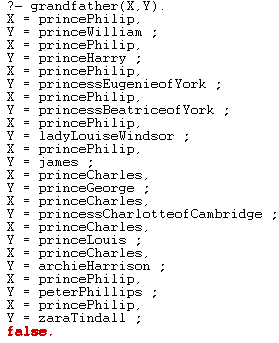 ?- grandfather(X,Y).
X = princePhilip,
Y = princeWilliam ;
X = princePhilip,
Y = princeHarry ;
X = princePhilip,
Y = princessEugenieofYork ;
X = princePhilip,
Y = princessBeatriceofYork ;
X = princePhilip,
Y = ladyLouiseWindsor ;
X = princePhilip,
Y = james ;
X = princeCharles,
Y = princeGeorge ;
X = princeCharles,
Y = princessCharlotteofCambridge ;
X = princeCharles,
Y = princeLouis ;
X = princeCharles,
Y = archieHarrison ;
X = princePhilip,
Y = peterPhillips ;
X = princePhilip,
Y = zaraTindall ;
false.